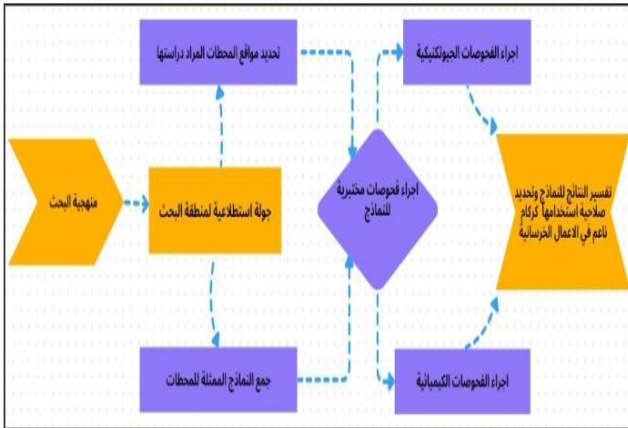 منهجية البحث
جولة استطلاعية لمنطقة البحث
تحديد مواقع المحطات المراد دراستها
جمع النماذج الممثلة للمحطات
اجراء فحوصات مختبرية
للنماذج
اجراء الفحوصات الجيوتكنيكية
اجراء الفحوصات الكيميائية
تفسير النتائج للنماذج وتحديد
صلاحية استخدامها كركام
ناعم في الاعمال الخرسانية